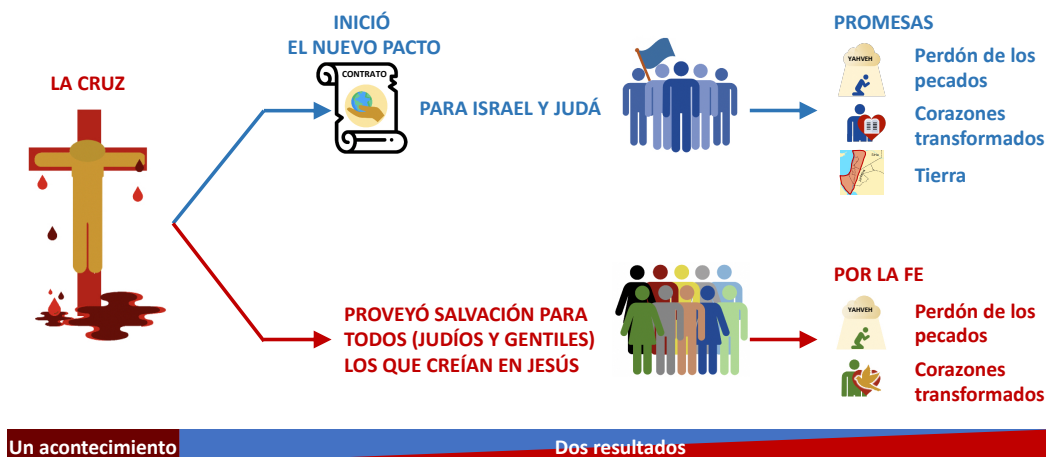 LA CRUZ
INICIÓ
EL NUEVO PACTO
CONTRATO
PARA ISRAEL Y JUDÁ
PROMESAS
YAHVEH
Perdón de los
pecados
Corazones
transformados
Tierra
PROVEYÓ SALVACIÓN PARA
TODOS (JUDÍOS Y GENTILES)
LOS QUE CREÍAN EN JESÚS
POR LA FE
YAHVEH
Perdón de los
pecados
Corazones
transformados
Un acontecimiento
Dos resultados